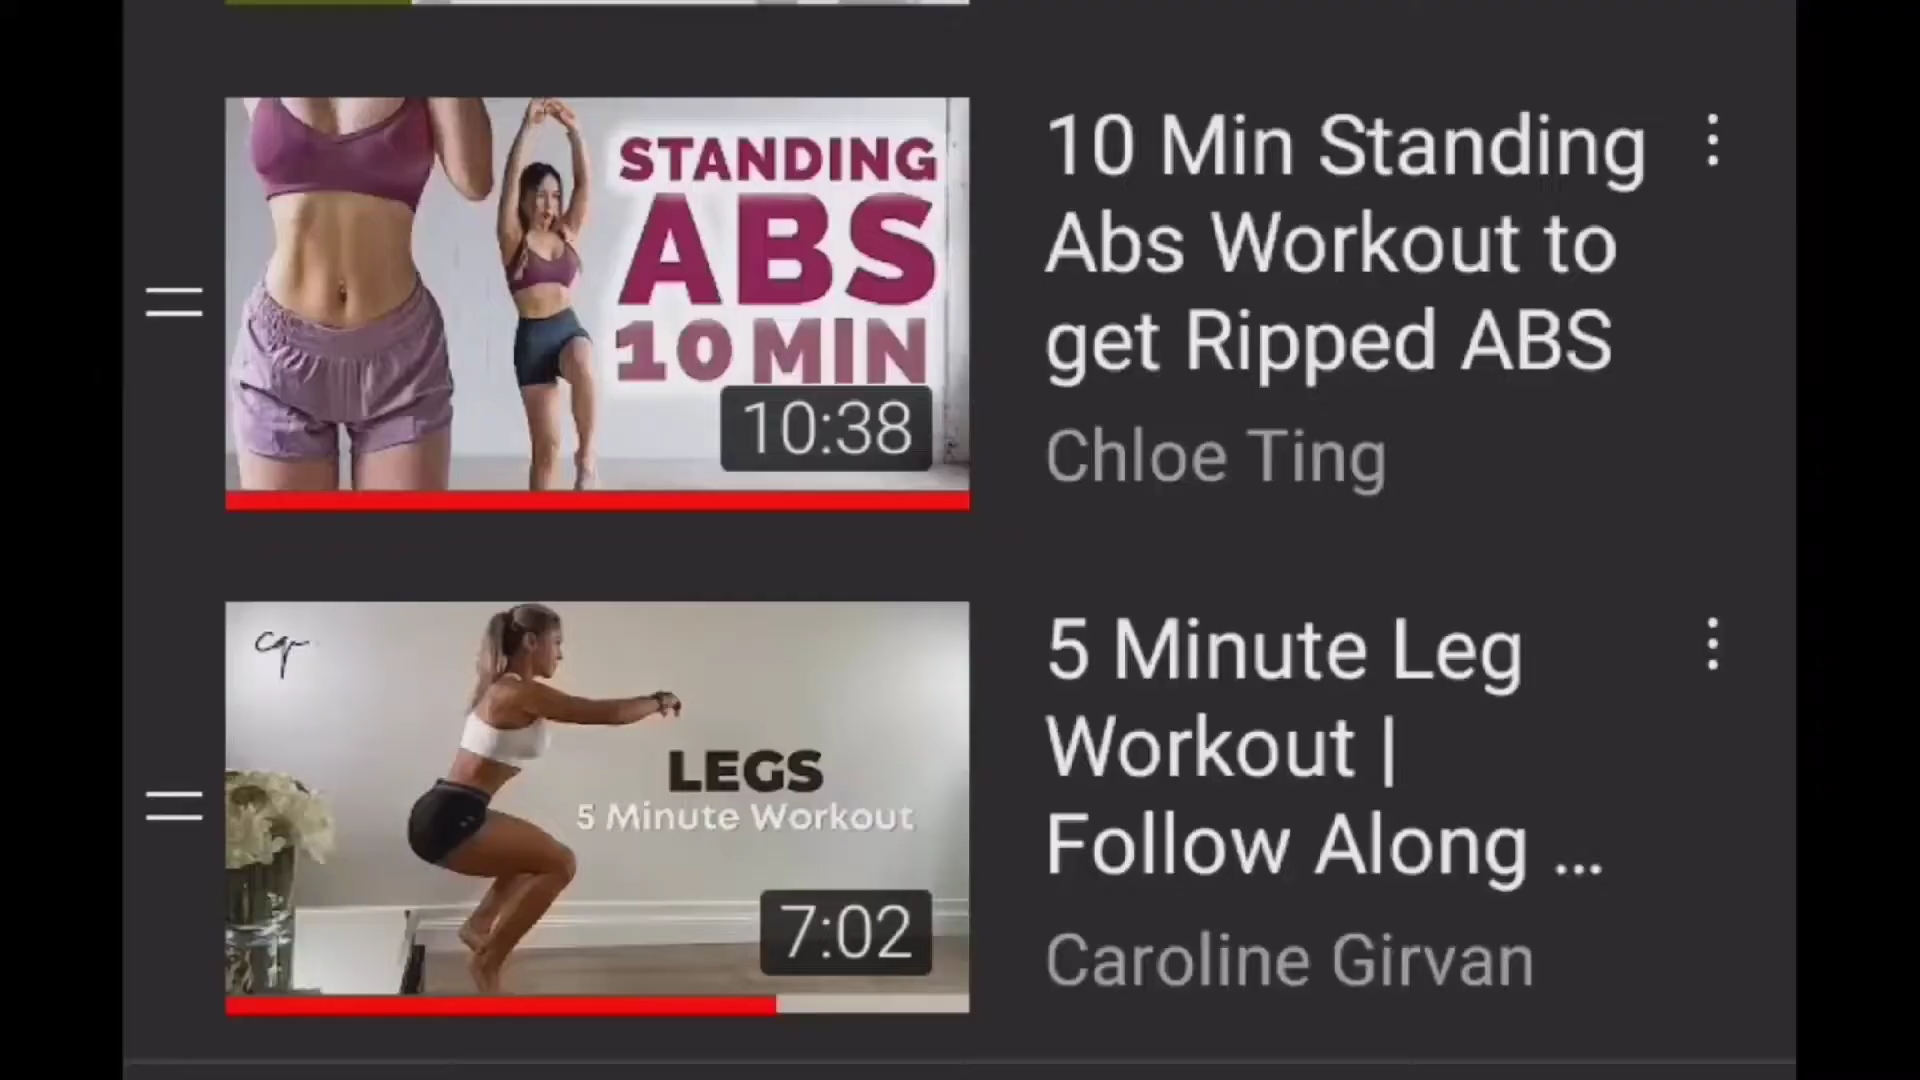 STANDING
ABS
10 MIN
10:38
10 Min Standing
Abs Workout to
get Ripped ABS
Chloe Ting
LEGS
5 Minute Workout
7:02
5 Minute Leg
Workout |
Follow Along ...
Caroline Girvan